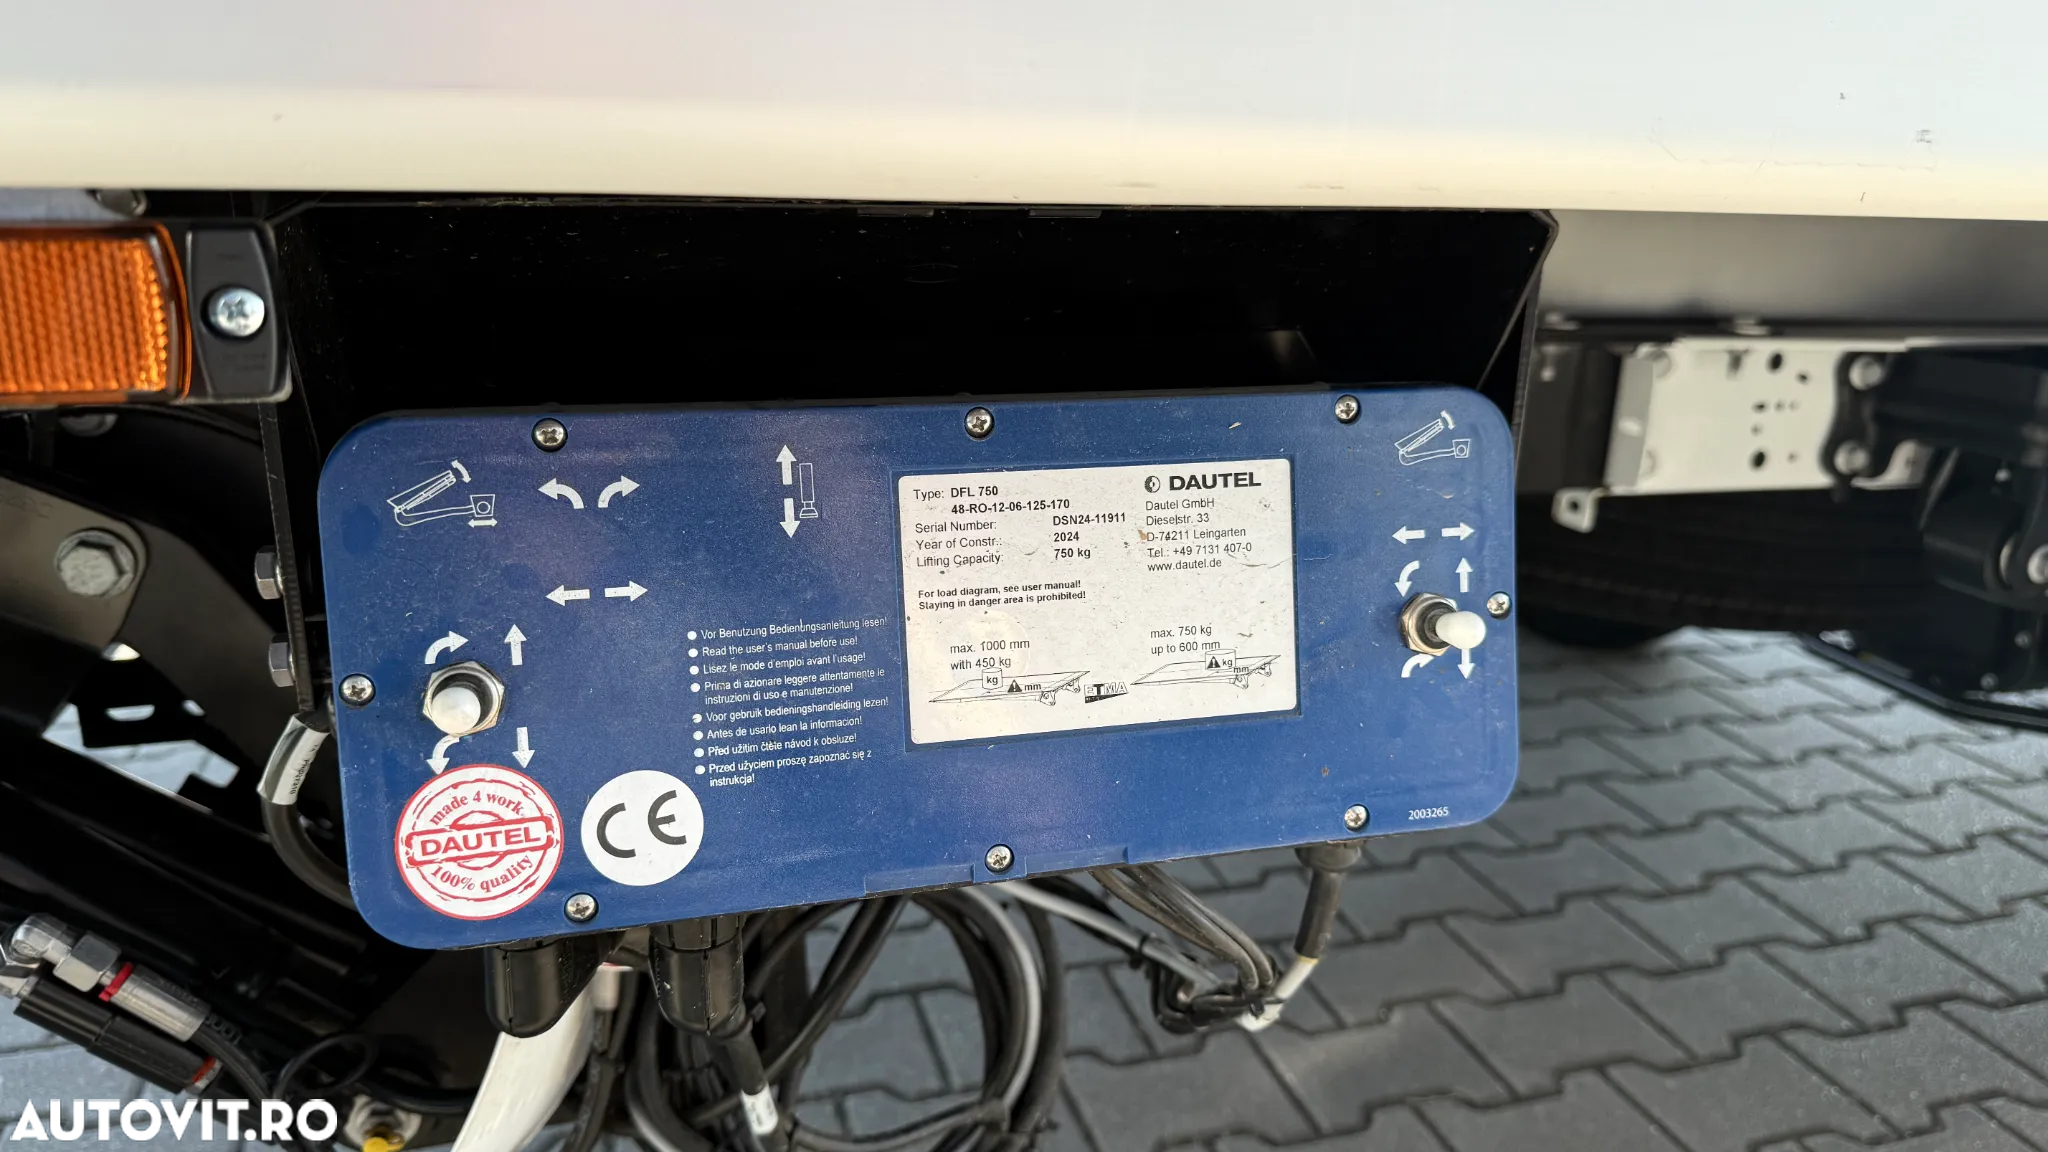 Type: DFL 750
48-RO-12-06-125-170
Serial Number: DSN24-11911
Year of Constr.: 2024
Lifting Capacity: 750 kg
For load diagram, see user manual!
Staying in danger area is prohibited!
DAUTEL
Dautel GmbH
Dieselstr. 33
D-74211 Leingarten
Tel.: +49 7131 407-0
www.dautel.de
max. 1000 mm
with 450 kg
kg
mm
ETMA
max. 750 kg
up to 600 mm
kg
mm
Vor Benutzung Bedienungsanleitung lesen!
Read the user's manual before use!
Lisez le mode d'emploi avant l'usage!
Prima di azionare leggere attentamente le
instruzioni di uso e manutenzione!
Voor gebruik bedieningshandleiding lezen!
Antes de usarlo lean la informacion!
Před užitím čtěte návod k obsluze!
Przed użyciem proszę zapoznać się z
instrukcja!
made 4 work
DAUTEL
100% quality
CE
2003265
AUTOVIT.RO